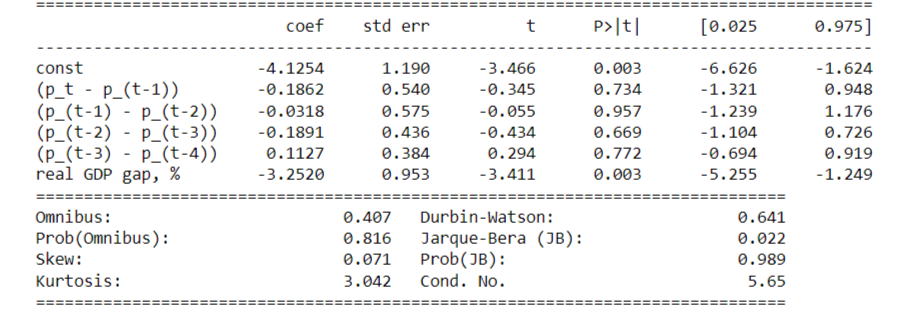 ==============================================================================
coef std err t P>|t| [0.025 0.975]
------------------------------------------------------------------------------
const -4.1254 1.190 -3.466 0.003 -6.626 -1.624
(p_t - p_(t-1)) -0.1862 0.540 -0.345 0.734 -1.321 0.948
(p_(t-1) - p_(t-2)) -0.0318 0.575 -0.055 0.957 -1.239 1.176
(p_(t-2) - p_(t-3)) -0.1891 0.436 -0.434 0.669 -1.104 0.726
(p_(t-3) - p_(t-4)) 0.1127 0.384 0.294 0.772 -0.694 0.919
real GDP gap, % -3.2520 0.953 -3.411 0.003 -5.255 -1.249
==============================================================================
Omnibus: 0.407 Durbin-Watson: 0.641
Prob(Omnibus): 0.816 Jarque-Bera (JB): 0.022
Skew: 0.071 Prob(JB): 0.989
Kurtosis: 3.042 Cond. No. 5.65
==============================================================================